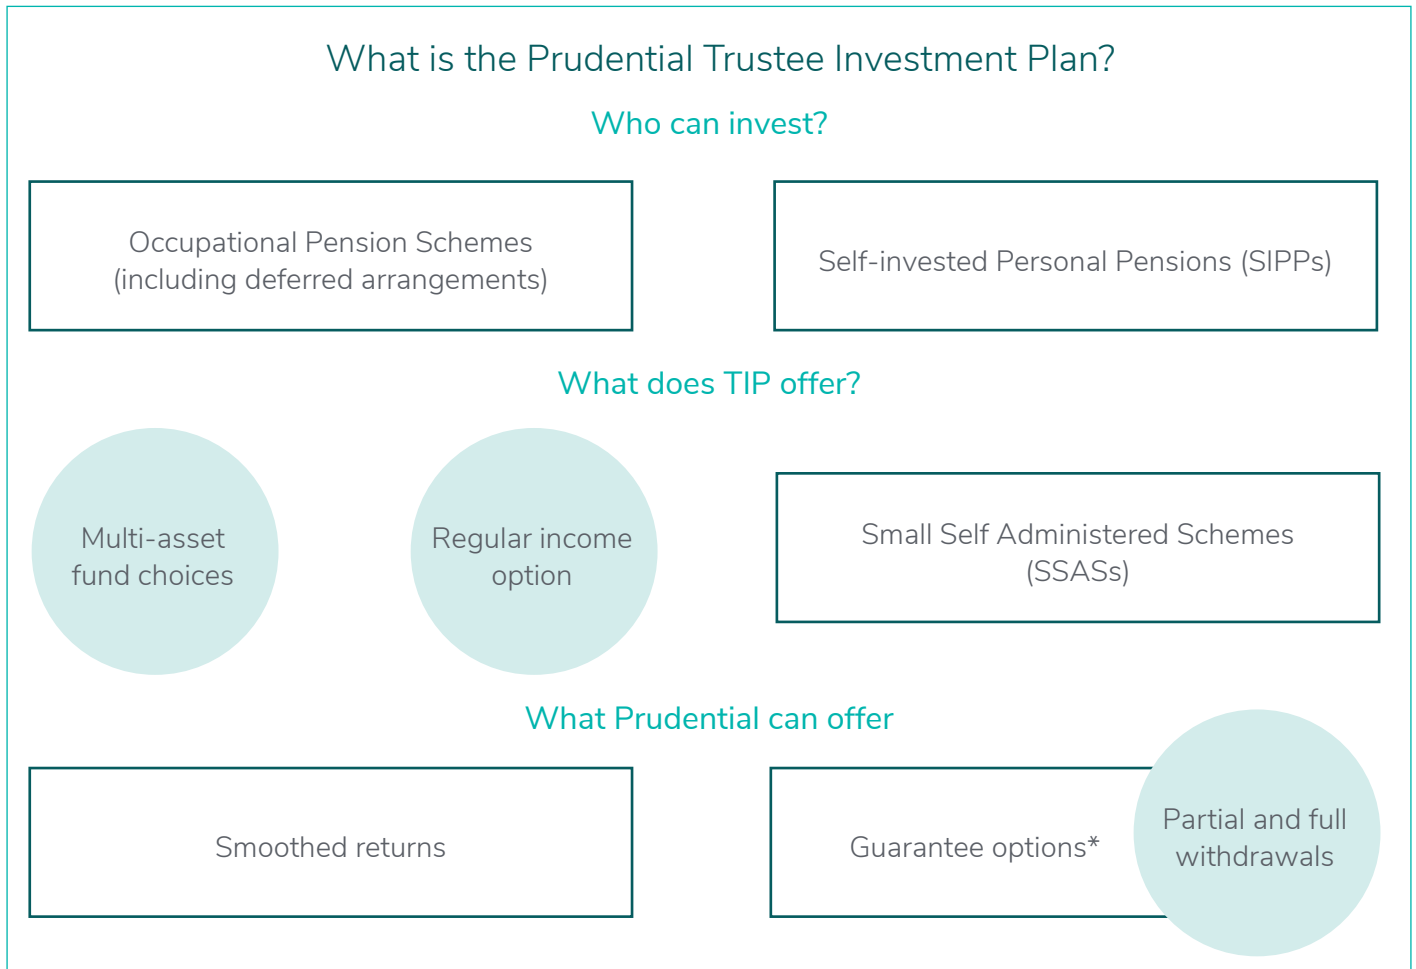 What is the Prudential Trustee Investment Plan?
Who can invest?
Occupational Pension Schemes
(including deferred arrangements)
Self-invested Personal Pensions (SIPPs)
What does TIP offer?
Multi-asset
fund choices
Regular income
option
Small Self Administered Schemes
(SSASs)
What Prudential can offer
Smoothed returns
Guarantee options*
Partial and full
withdrawals